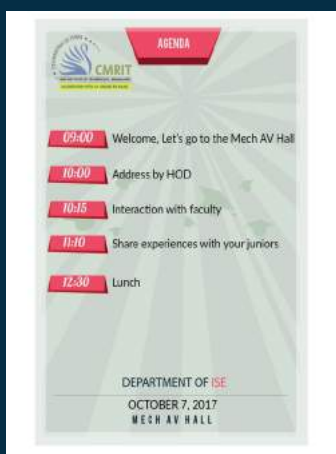 AGENDA
CMRIT
09:00 Welcome, Let's go to the Mech AV Hall
10:00 Address by HOD
10:15 Interaction with faculty
11:10 Share experiences with your juniors
12:30 Lunch
DEPARTMENT OF ISE
OCTOBER 7, 2017
MECH AV HALL